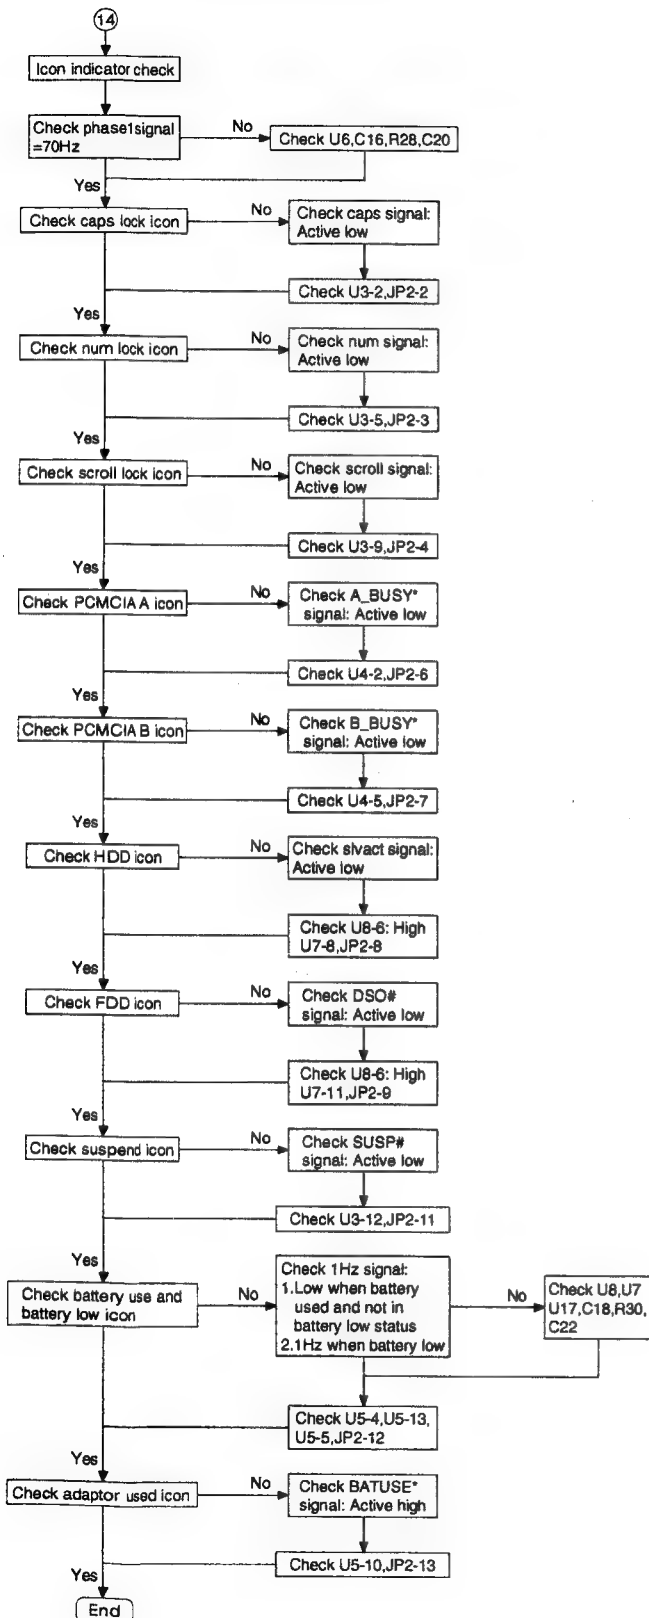 14
Icon indicator check
Check phase1signal
=70Hz
No
Check U6,C16,R28,C20
Yes
Check caps lock icon
No
Check caps signal:
Active low
Check U3-2,JP2-2
Yes
Check num lock icon
No
Check num signal:
Active low
Check U3-5,JP2-3
Yes
Check scroll lock icon
No
Check scroll signal:
Active low
Check U3-9,JP2-4
Yes
Check PCMCIA A icon
No
Check A_BUSY*
signal: Active low
Check U4-2,JP2-6
Yes
Check PCMCIA B icon
No
Check B_BUSY*
signal: Active low
Check U4-5,JP2-7
Yes
Check HDD icon
No
Check slvact signal:
Active low
Check U8-6: High
U7-8,JP2-8
Yes
Check FDD icon
No
Check DSO#
signal: Active low
Check U8-6: High
U7-11,JP2-9
Yes
Check suspend icon
No
Check SUSP#
signal: Active low
Check U3-12,JP2-11
Yes
Check battery use and
battery low icon
No
Check 1Hz signal:
1.Low when battery
used and not in
battery low status
2.1Hz when battery low
No
Check U8,U7
U17,C18,R30,
C22
Check U5-4,U5-13,
U5-5,JP2-12
Yes
Check adaptor used icon
No
Check BATUSE*
signal: Active high
Check U5-10,JP2-13
Yes
End